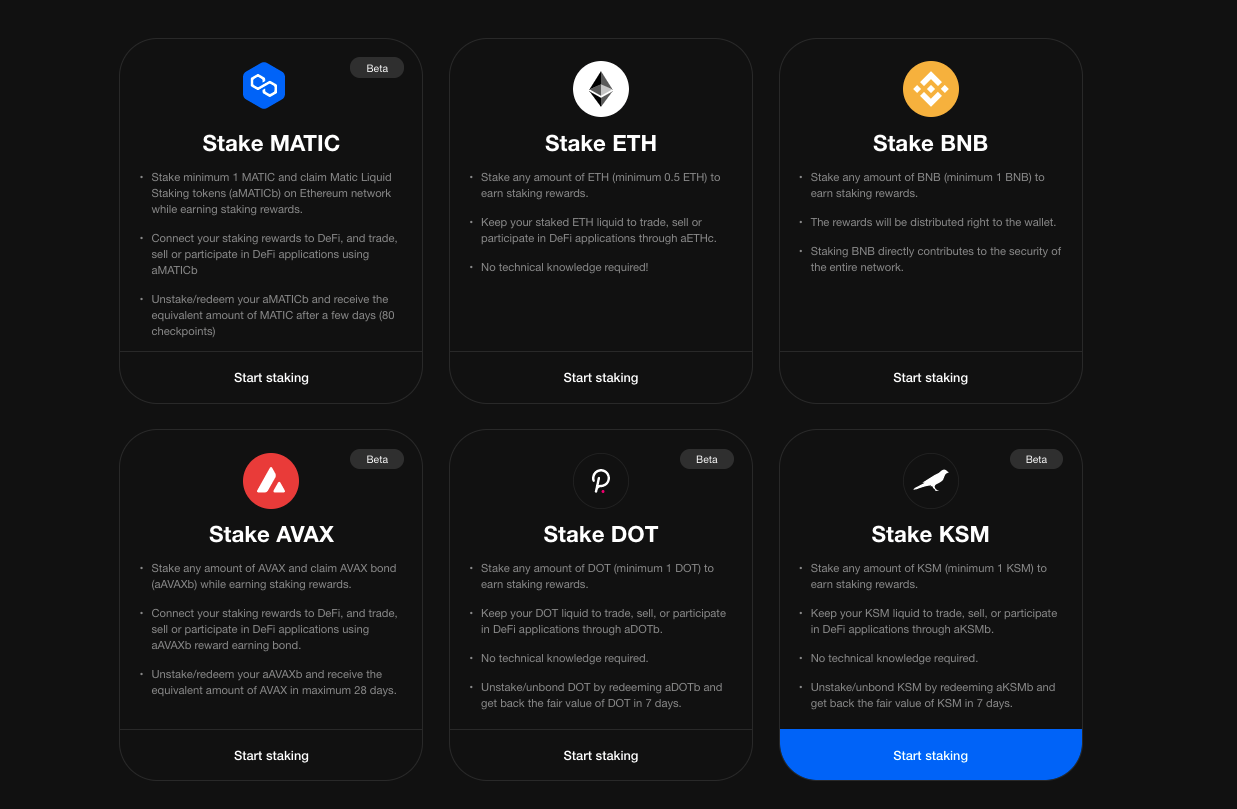 Beta
Stake MATIC
• Stake minimum 1 MATIC and claim Matic Liquid
Staking tokens (aMATICb) on Ethereum network
while earning staking rewards.
• Connect your staking rewards to DeFi, and trade,
sell or participate in DeFi applications using
aMATICb
• Unstake/redeem your aMATICb and receive the
equivalent amount of MATIC after a few days (80
checkpoints)
Start staking
Stake ETH
• Stake any amount of ETH (minimum 0.5 ETH) to
earn staking rewards.
• Keep your staked ETH liquid to trade, sell or
participate in DeFi applications through aETHc.
• No technical knowledge required!
Start staking
Stake BNB
• Stake any amount of BNB (minimum 1 BNB) to
earn staking rewards.
• The rewards will be distributed right to the wallet.
• Staking BNB directly contributes to the security of
the entire network.
Start staking
Beta
Stake AVAX
• Stake any amount of AVAX and claim AVAX bond
(aAVAXb) while earning staking rewards.
• Connect your staking rewards to DeFi, and trade,
sell or participate in DeFi applications using
aAVAXb reward earning bond.
• Unstake/redeem your aAVAXb and receive the
equivalent amount of AVAX in maximum 28 days.
Start staking
Beta
Stake DOT
• Stake any amount of DOT (minimum 1 DOT) to
earn staking rewards.
• Keep your DOT liquid to trade, sell, or participate
in DeFi applications through aDOTb.
• No technical knowledge required.
• Unstake/unbond DOT by redeeming aDOTb and
get back the fair value of DOT in 7 days.
Start staking
Beta
Stake KSM
• Stake any amount of KSM (minimum 1 KSM) to
earn staking rewards.
• Keep your KSM liquid to trade, sell, or participate
in DeFi applications through aKSMb.
• No technical knowledge required.
• Unstake/unbond KSM by redeeming aKSMb and
get back the fair value of KSM in 7 days.
Start staking